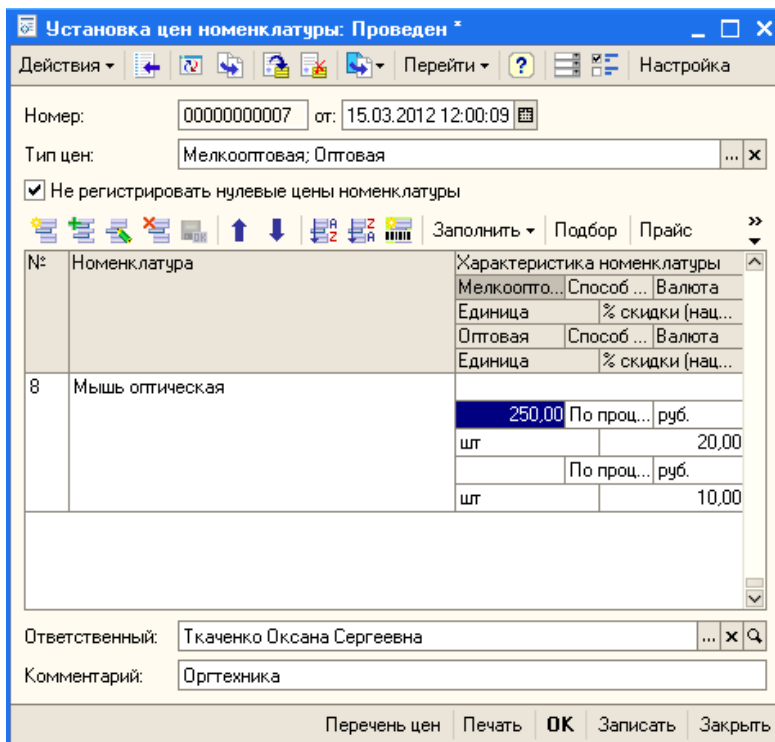 Установка цен номенклатуры: Проведен *
Действия Перейти ? Настройка
Номер: 00000000007 от: 15.03.2012 12:00:09
Тип цен: Мелкооптовая; Оптовая ... x
Не регистрировать нулевые цены номенклатуры
Заполнить Подбор Прайс »
№ Номенклатура Характеристика номенклатуры
Мелкоопто... Способ ... Валюта
Единица % скидки (нац...
Оптовая Способ ... Валюта
Единица % скидки (нац...
8 Мышь оптическая
250,00 По проц... руб.
шт 20,00
По проц... руб.
шт 10,00
Ответственный: Ткаченко Оксана Сергеевна ... x
Комментарий: Оргтехника
Перечень цен Печать OK Записать Закрыть